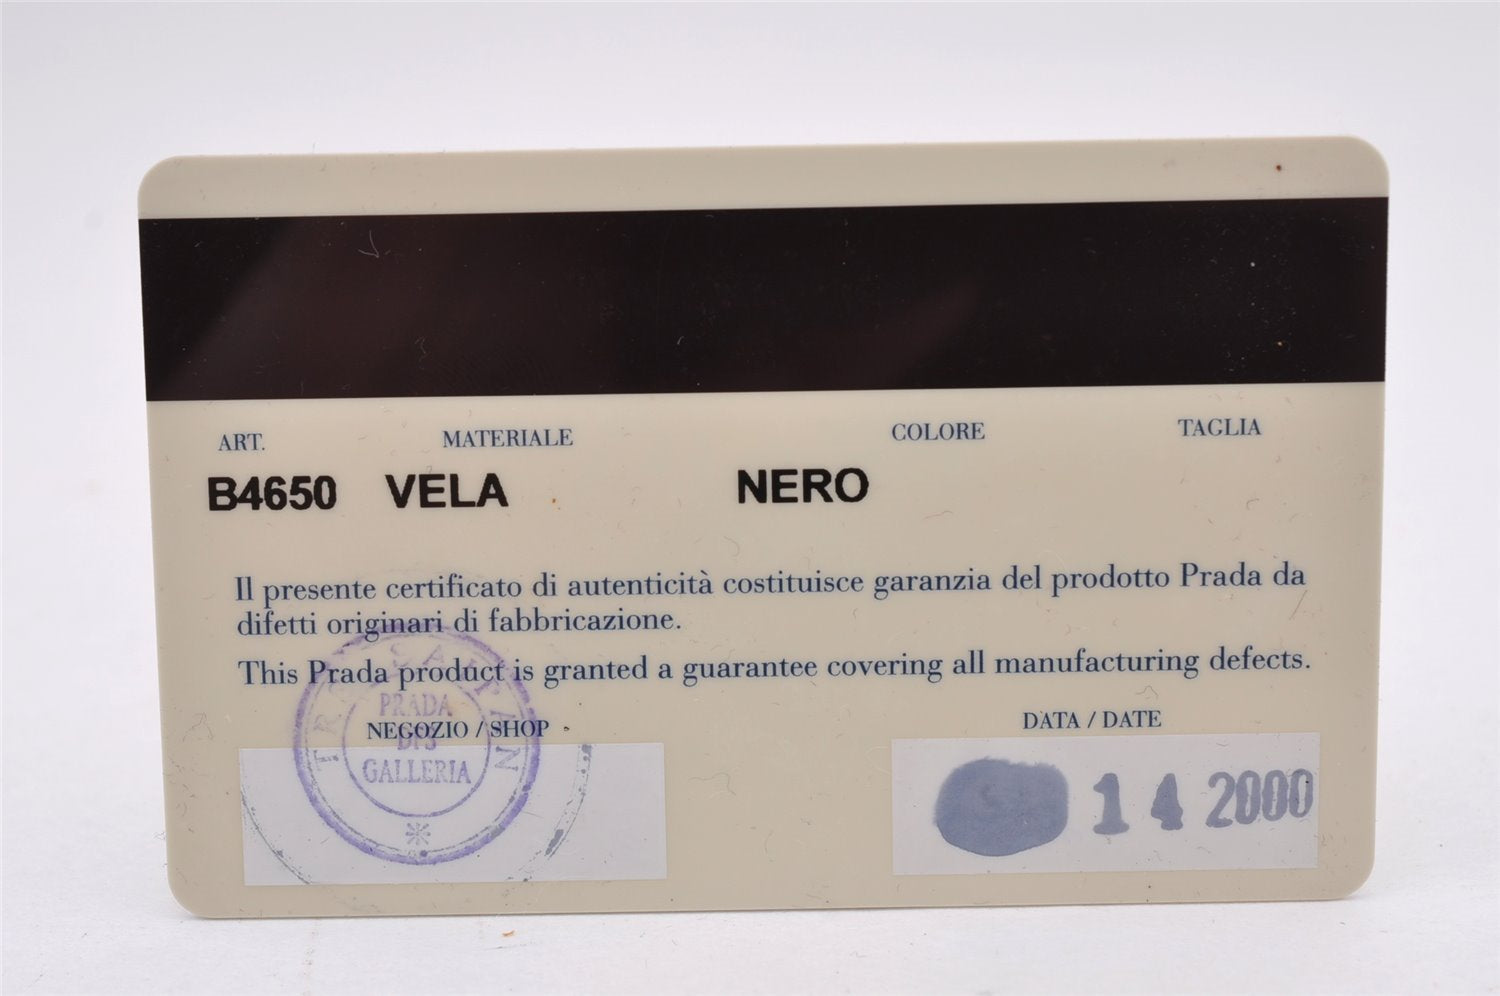 ART. MATERIALE COLORE TAGLIA
B4650 VELA NERO
Il presente certificato di autenticità costituisce garanzia del prodotto Prada da
difetti originari di fabbricazione.
This Prada product is granted a guarantee covering all manufacturing defects.
NEGOZIO / SHOP DATA / DATE
PRADA
DFS
GALLERIA
1 4 2000